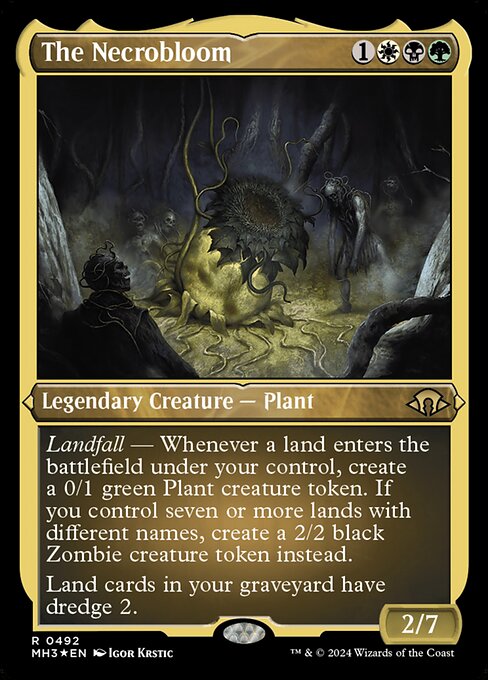 The Necrobloom 1
Legendary Creature — Plant
Landfall — Whenever a land enters the
battlefield under your control, create
a 0/1 green Plant creature token. If
you control seven or more lands with
different names, create a 2/2 black
Zombie creature token instead.
Land cards in your graveyard have
dredge 2.
2/7
R 0492
MH3★EN Igor Krstic
™ & © 2024 Wizards of the Coast